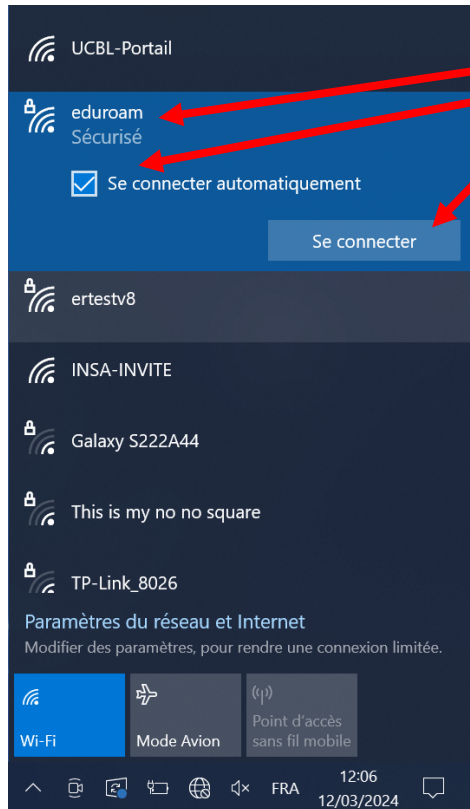 UCBL-Portail
eduroam
Sécurisé
Se connecter automatiquement
Se connecter
ertestv8
INSA-INVITE
Galaxy S222A44
This is my no no square
TP-Link_8026
Paramètres du réseau et Internet
Modifier des paramètres, pour rendre une connexion limitée.
Wi-Fi
Mode Avion
Point d'accès
sans fil mobile
FRA
12:06
12/03/2024